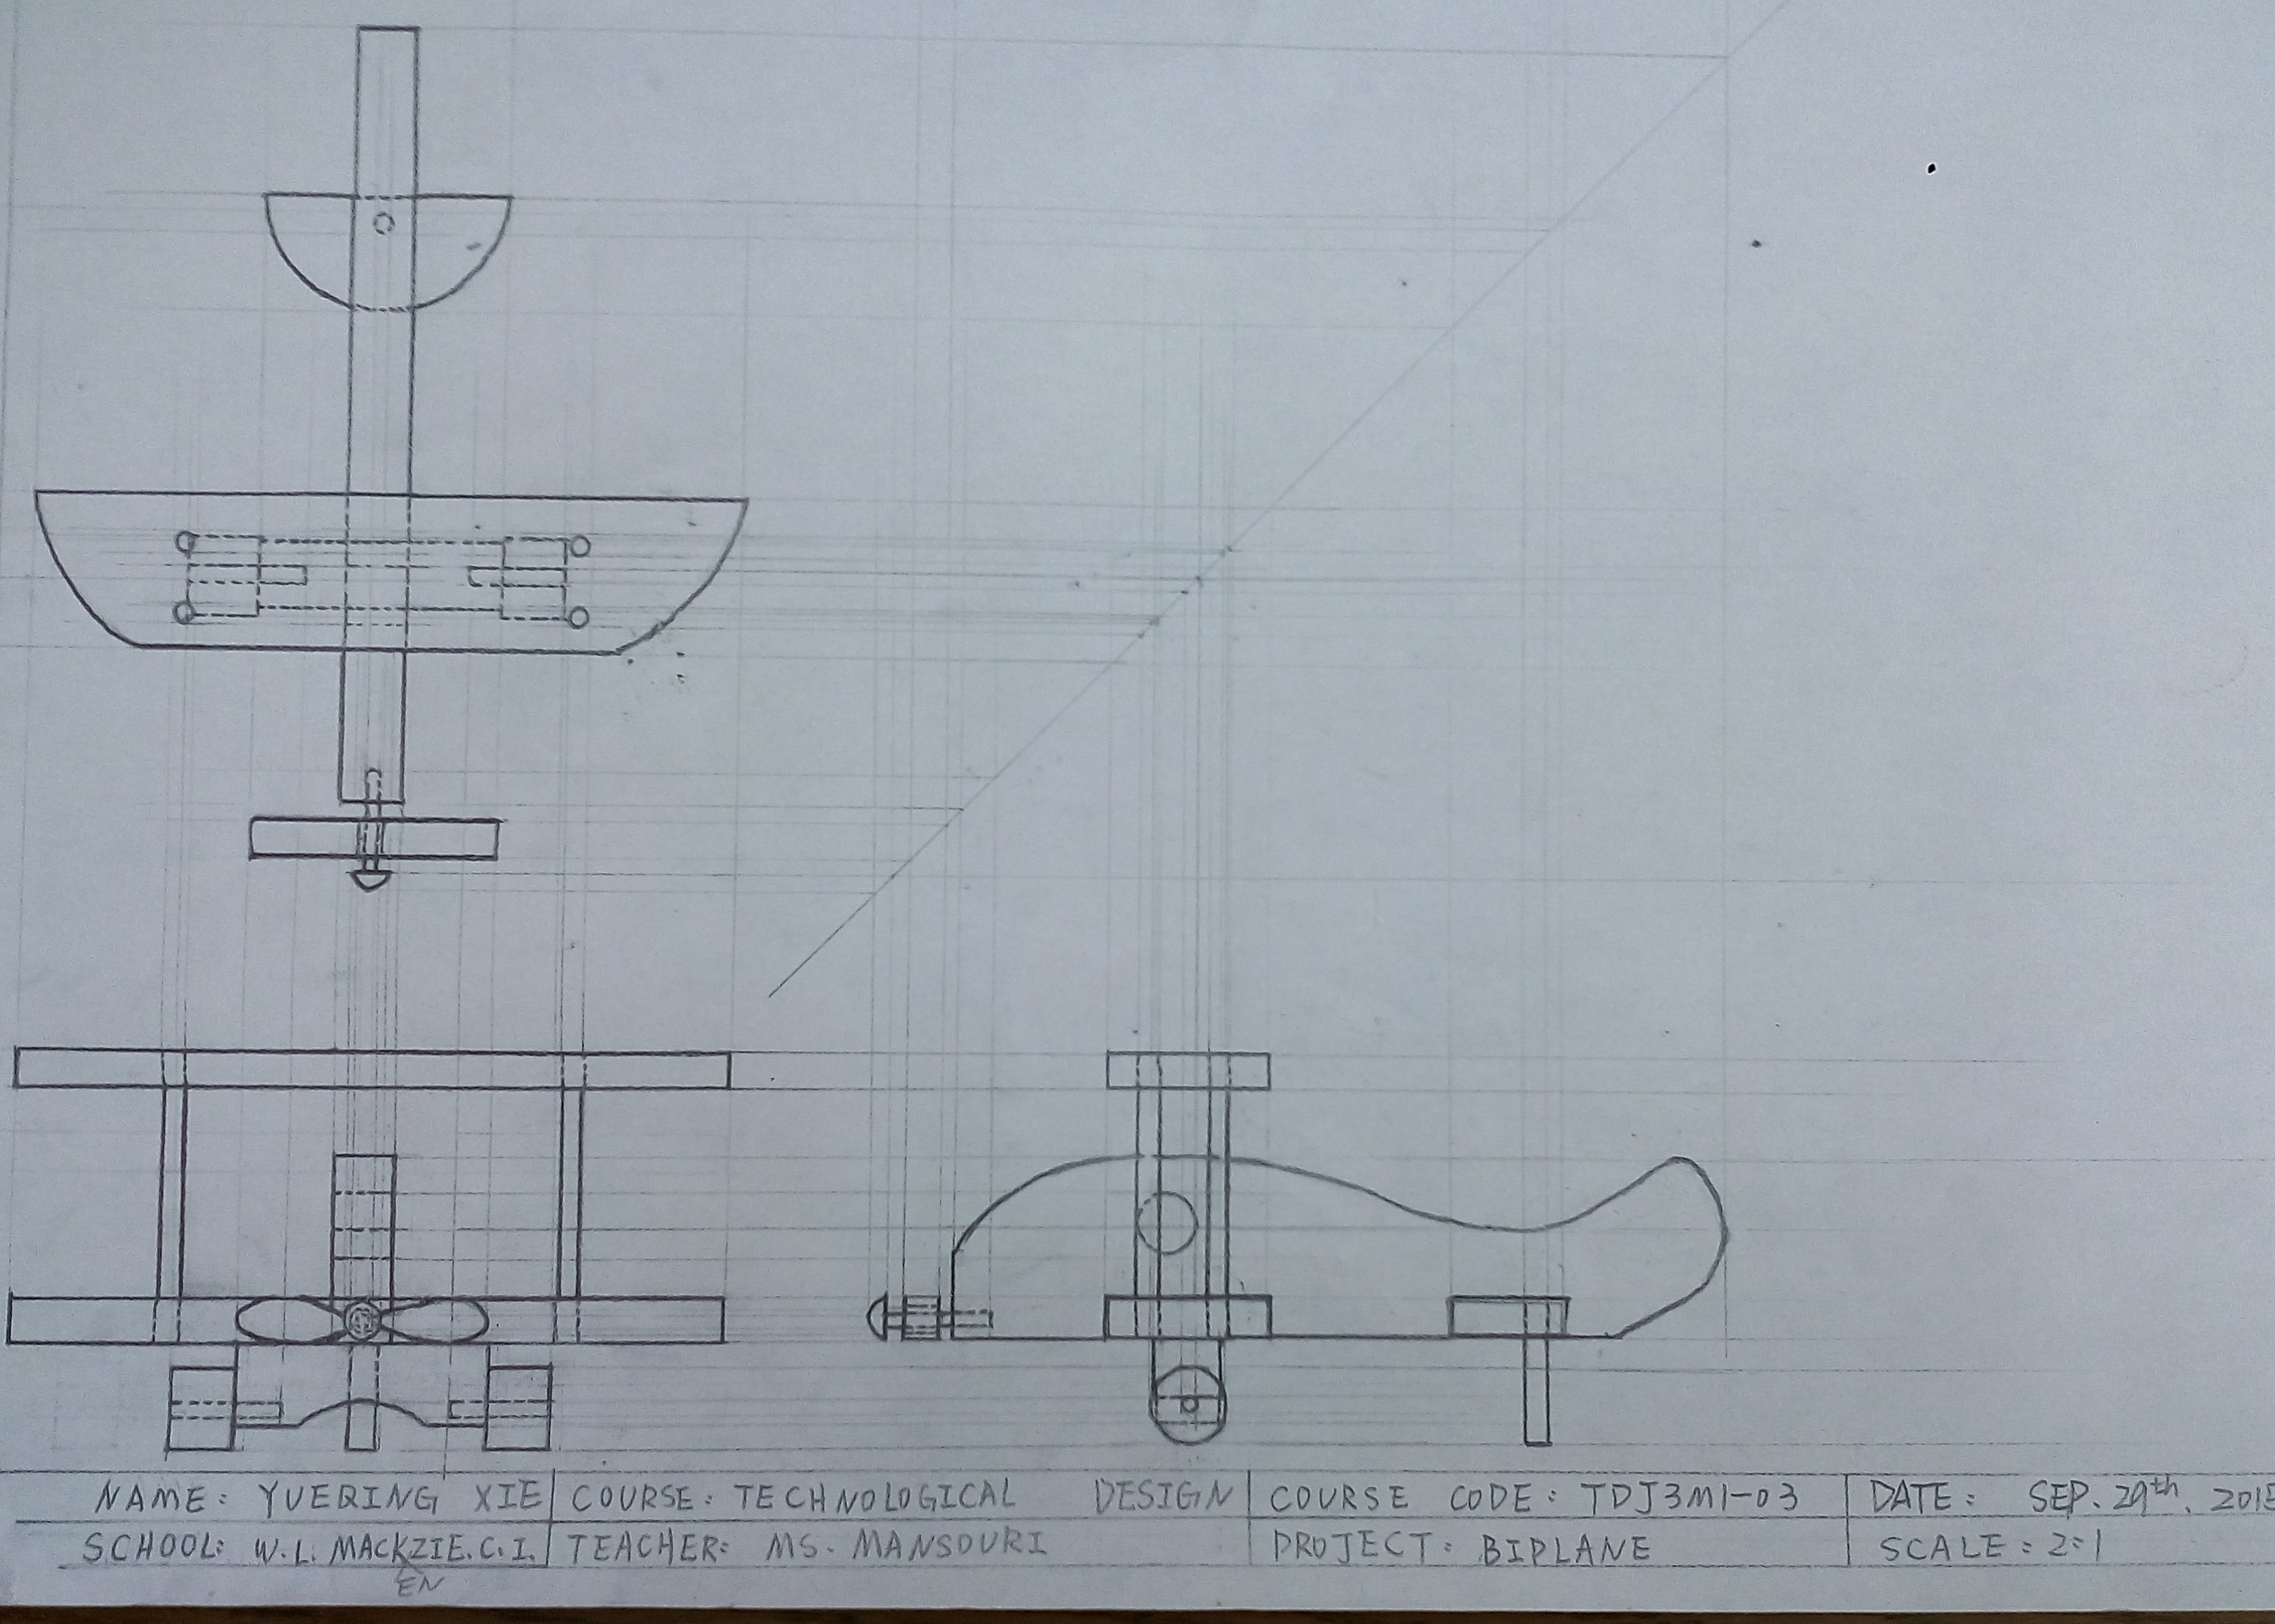 NAME: YUEQING XIE COURSE: TECHNOLOGICAL DESIGN COURSE CODE: TDJ3M1-03 DATE: SEP. 29th, 2015
SCHOOL: W.L. MACKZIE.C.I. TEACHER: MS. MANSOURI PROJECT: BIPLANE SCALE: 2:1
EN